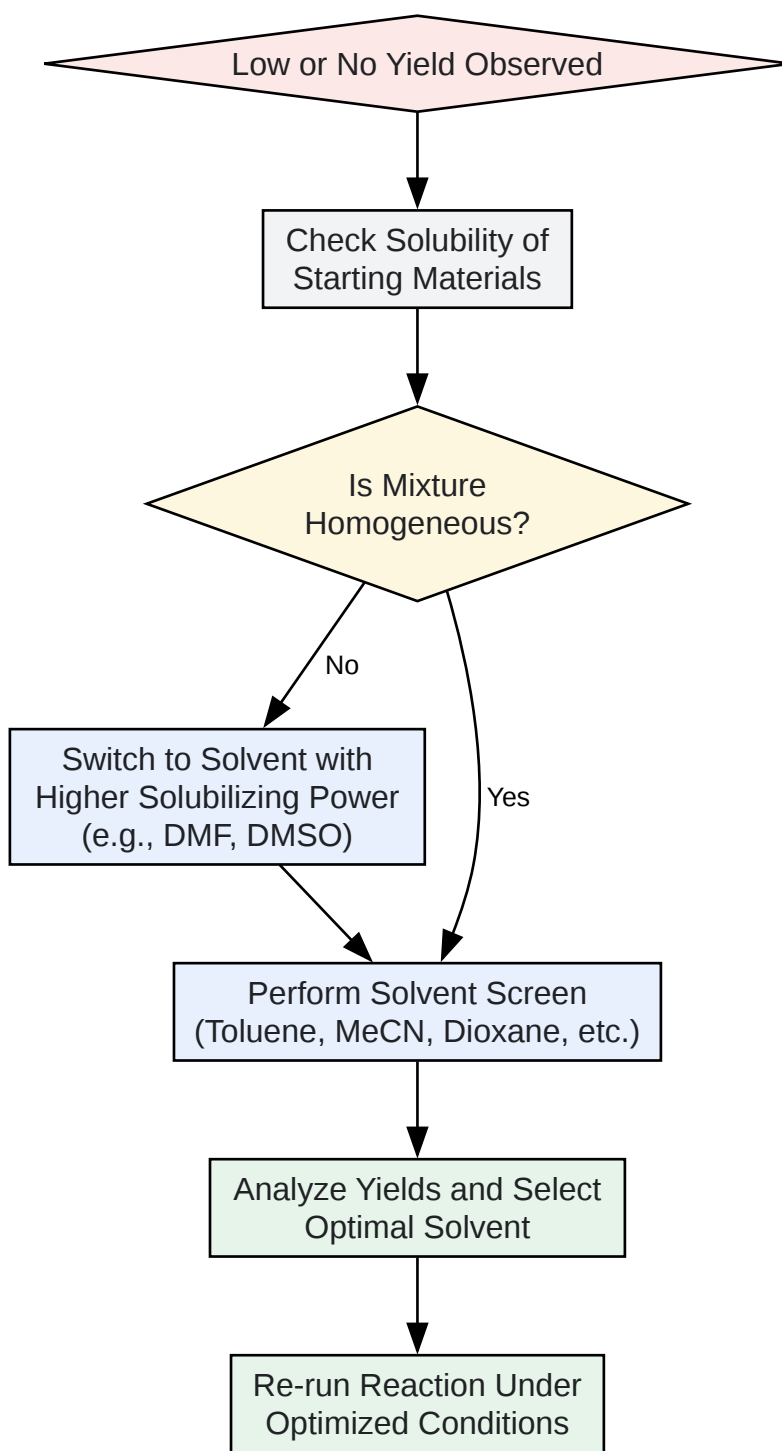 Low or No Yield Observed
Check Solubility of
Starting Materials
Is Mixture
Homogeneous?
No
Switch to Solvent with
Higher Solubilizing Power
(e.g., DMF, DMSO)
Yes
Perform Solvent Screen
(Toluene, MeCN, Dioxane, etc.)
Analyze Yields and Select
Optimal Solvent
Re-run Reaction Under
Optimized Conditions